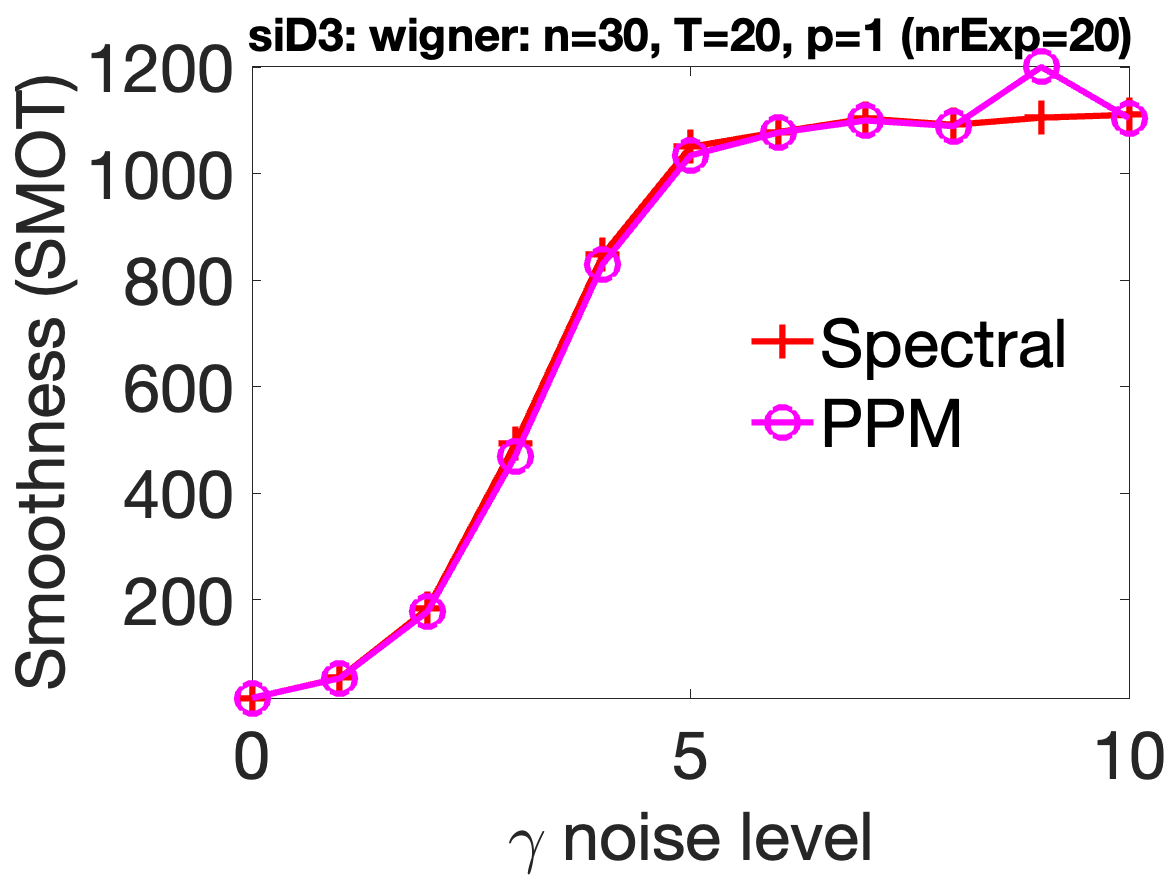 siD3: wigner: n=30, T=20, p=1 (nrExp=20)
Smoothness (SMOT)
1200
1000
800
600
400
200
Spectral
PPM
0
5
10
γ noise level